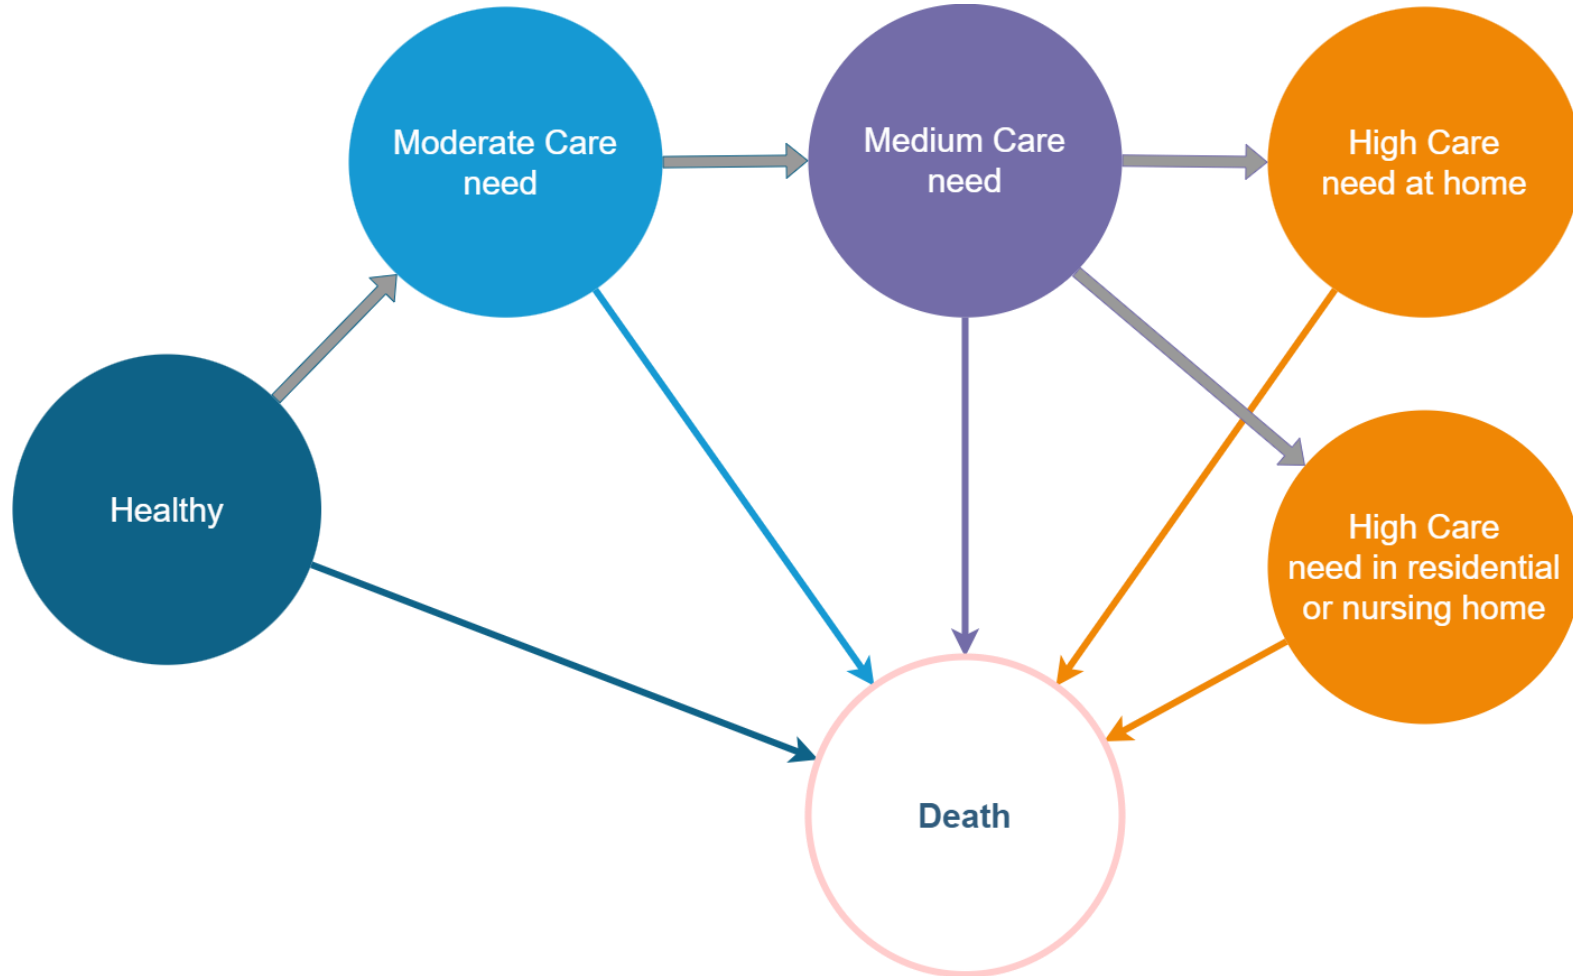 Moderate Care
need
Medium Care
need
High Care
need at home
Healthy
High Care
need in residential
or nursing home
Death